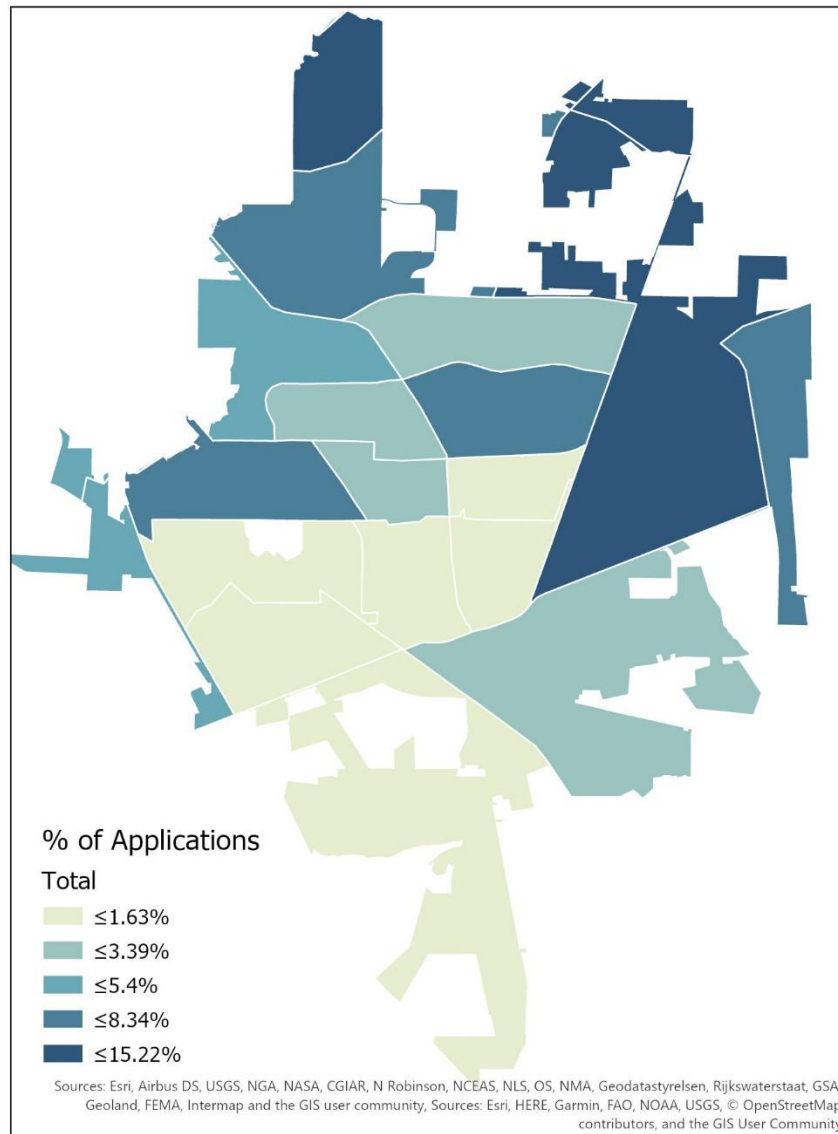 % of Applications
Total
≤1.63%
≤3.39%
≤5.4%
≤8.34%
≤15.22%
Sources: Esri, Airbus DS, USGS, NGA, NASA, CGIAR, N Robinson, NCEAS, NLS, OS, NMA, Geodatastyrelsen, Rijkswaterstaat, GSA,
Geoland, FEMA, Intermap and the GIS user community, Sources: Esri, HERE, Garmin, FAO, NOAA, USGS, © OpenStreetMap
contributors, and the GIS User Community